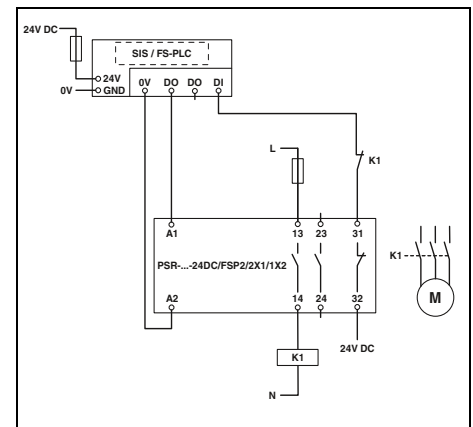 24V DC
SIS / FS-PLC
24V
0V DO DO DI
0V
GND
L
K1
A1 13 23 31
PSR-...-24DC/FSP2/2X1/1X2
K1
M
A2 14 24 32
24V DC
K1
N